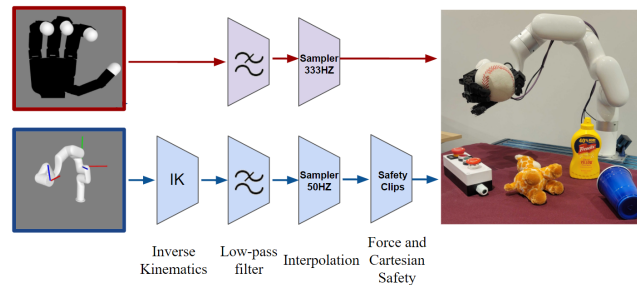 Sampler
333HZ
IK
Sampler
50HZ
Safety
Clips
Inverse
Kinematics
Low-pass
filter
Interpolation
Force and
Cartesian
Safety